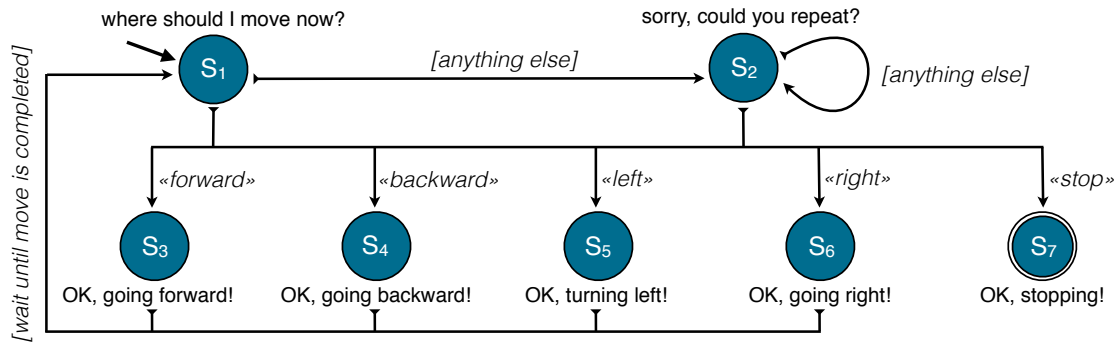 where should I move now?
sorry, could you repeat?
S1
[anything else]
S2
[anything else]
[wait until move is completed]
«forward»
«backward»
«left»
«right»
«stop»
S3
S4
S5
S6
S7
OK, going forward!
OK, going backward!
OK, turning left!
OK, going right!
OK, stopping!